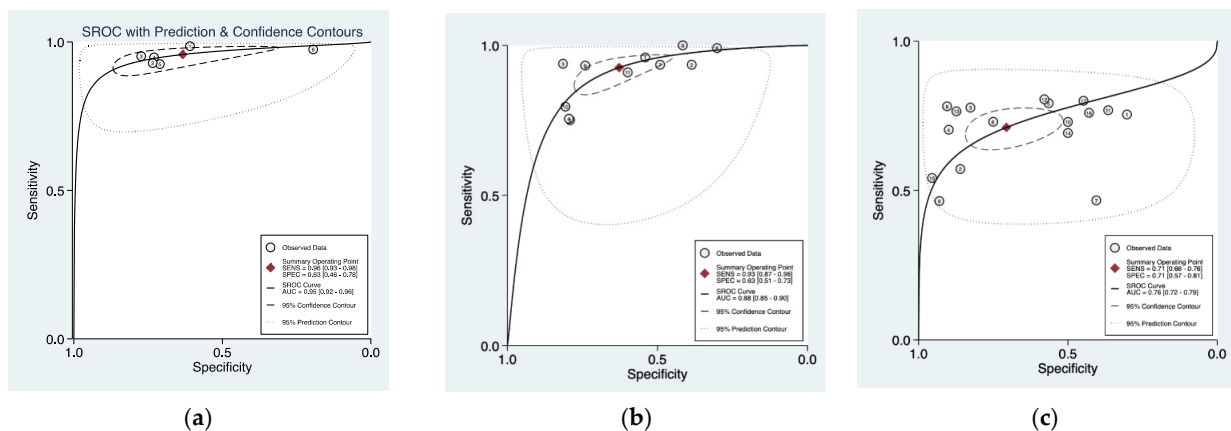 SROC with Prediction & Confidence Contours
1.0
0.5
0.0
Sensitivity
1.0
0.5
0.0
Specificity
Observed Data
Summary Operating Point
SENS = 0.96 [0.93 - 0.98]
SPEC = 0.63 [0.46 - 0.78]
SROC Curve
AUC = 0.95 [0.92 - 0.96]
95% Confidence Contour
95% Prediction Contour
(a)
1.0
0.5
0.0
Sensitivity
1.0
0.5
0.0
Specificity
Observed Data
Summary Operating Point
SENS = 0.93 [0.87 - 0.96]
SPEC = 0.63 [0.51 - 0.73]
SROC Curve
AUC = 0.88 [0.85 - 0.90]
95% Confidence Contour
95% Prediction Contour
(b)
1.0
0.5
0.0
Sensitivity
1.0
0.5
0.0
Specificity
Observed Data
Summary Operating Point
SENS = 0.71 [0.66 - 0.76]
SPEC = 0.71 [0.57 - 0.81]
SROC Curve
AUC = 0.76 [0.72 - 0.79]
95% Confidence Contour
95% Prediction Contour
(c)